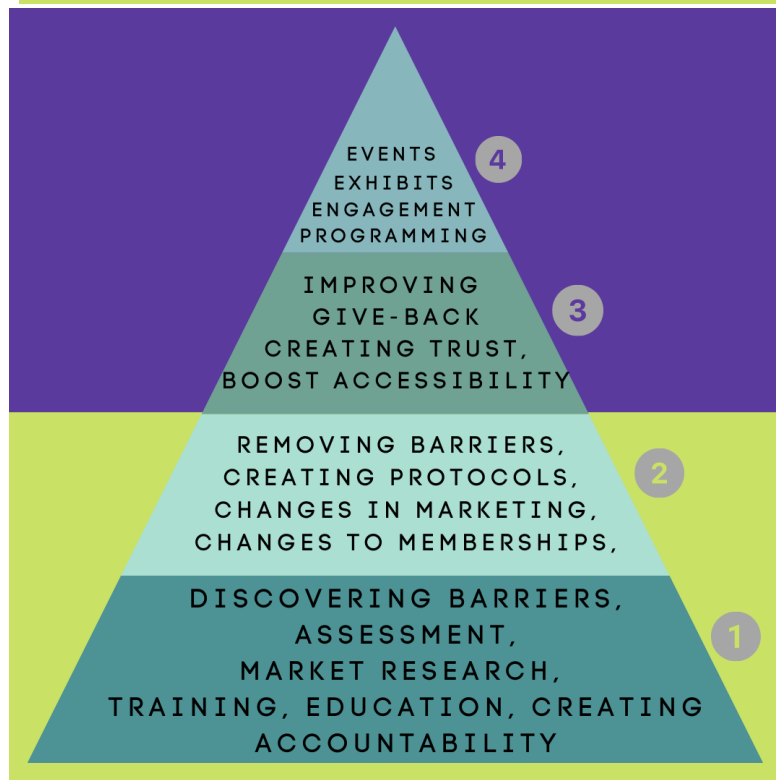 EVENTS
4
EXHIBITS
ENGAGEMENT
PROGRAMMING
IMPROVING
3
GIVE-BACK
CREATING TRUST,
BOOST ACCESSIBILITY
REMOVING BARRIERS,
2
CREATING PROTOCOLS,
CHANGES IN MARKETING,
CHANGES TO MEMBERSHIPS,
DISCOVERING BARRIERS,
1
ASSESSMENT,
MARKET RESEARCH,
TRAINING, EDUCATION, CREATING
ACCOUNTABILITY